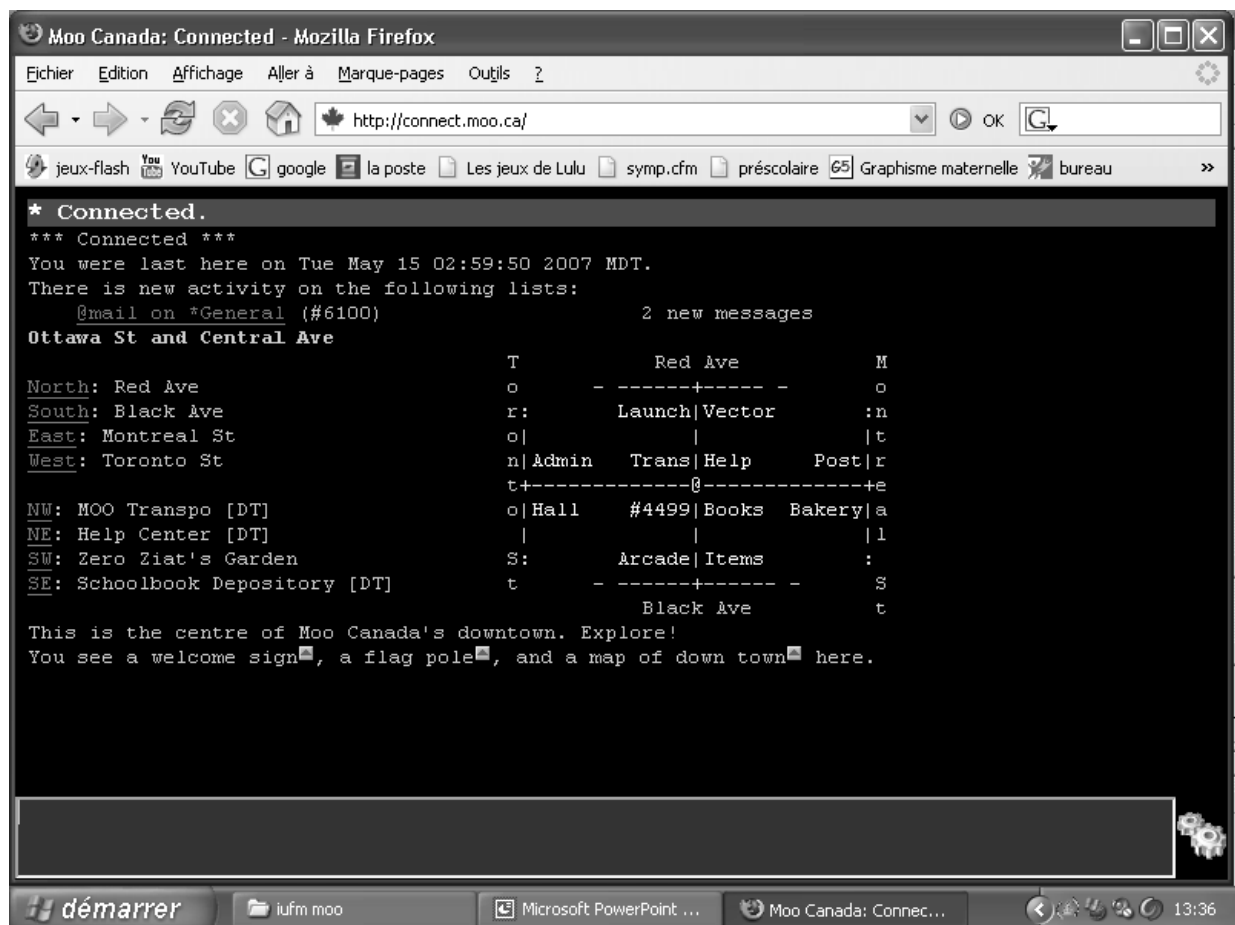 Moo Canada: Connected - Mozilla Firefox
Fichier Edition Affichage Aller à Marque-pages Outils ?
http://connect.moo.ca/ OK G
jeux-flash You Tube YouTube G google la poste Les jeux de Lulu symp.cfm préscolaire G5 Graphisme maternelle bureau »
* Connected.
*** Connected ***
You were last here on Tue May 15 02:59:50 2007 MDT.
There is new activity on the following lists:
@mail on *General (#6100) 2 new messages
Ottawa St and Central Ave
T Red Ave M
North: Red Ave o - ------+----- - o
South: Black Ave r: Launch|Vector :n
East: Montreal St o| | |t
West: Toronto St n|Admin Trans|Help Post|r
t+-------------@-------------+e
NW: MOO Transpo [DT] o|Hall #4499|Books Bakery|a
NE: Help Center [DT] | | |l
SW: Zero Ziat's Garden S: Arcade|Items :
SE: Schoolbook Depository [DT] t - ------+------ - S
Black Ave t
This is the centre of Moo Canada's downtown. Explore!
You see a welcome sign, a flag pole, and a map of down town here.
démarrer iufm moo Microsoft PowerPoint ... Moo Canada: Connec... 13:36